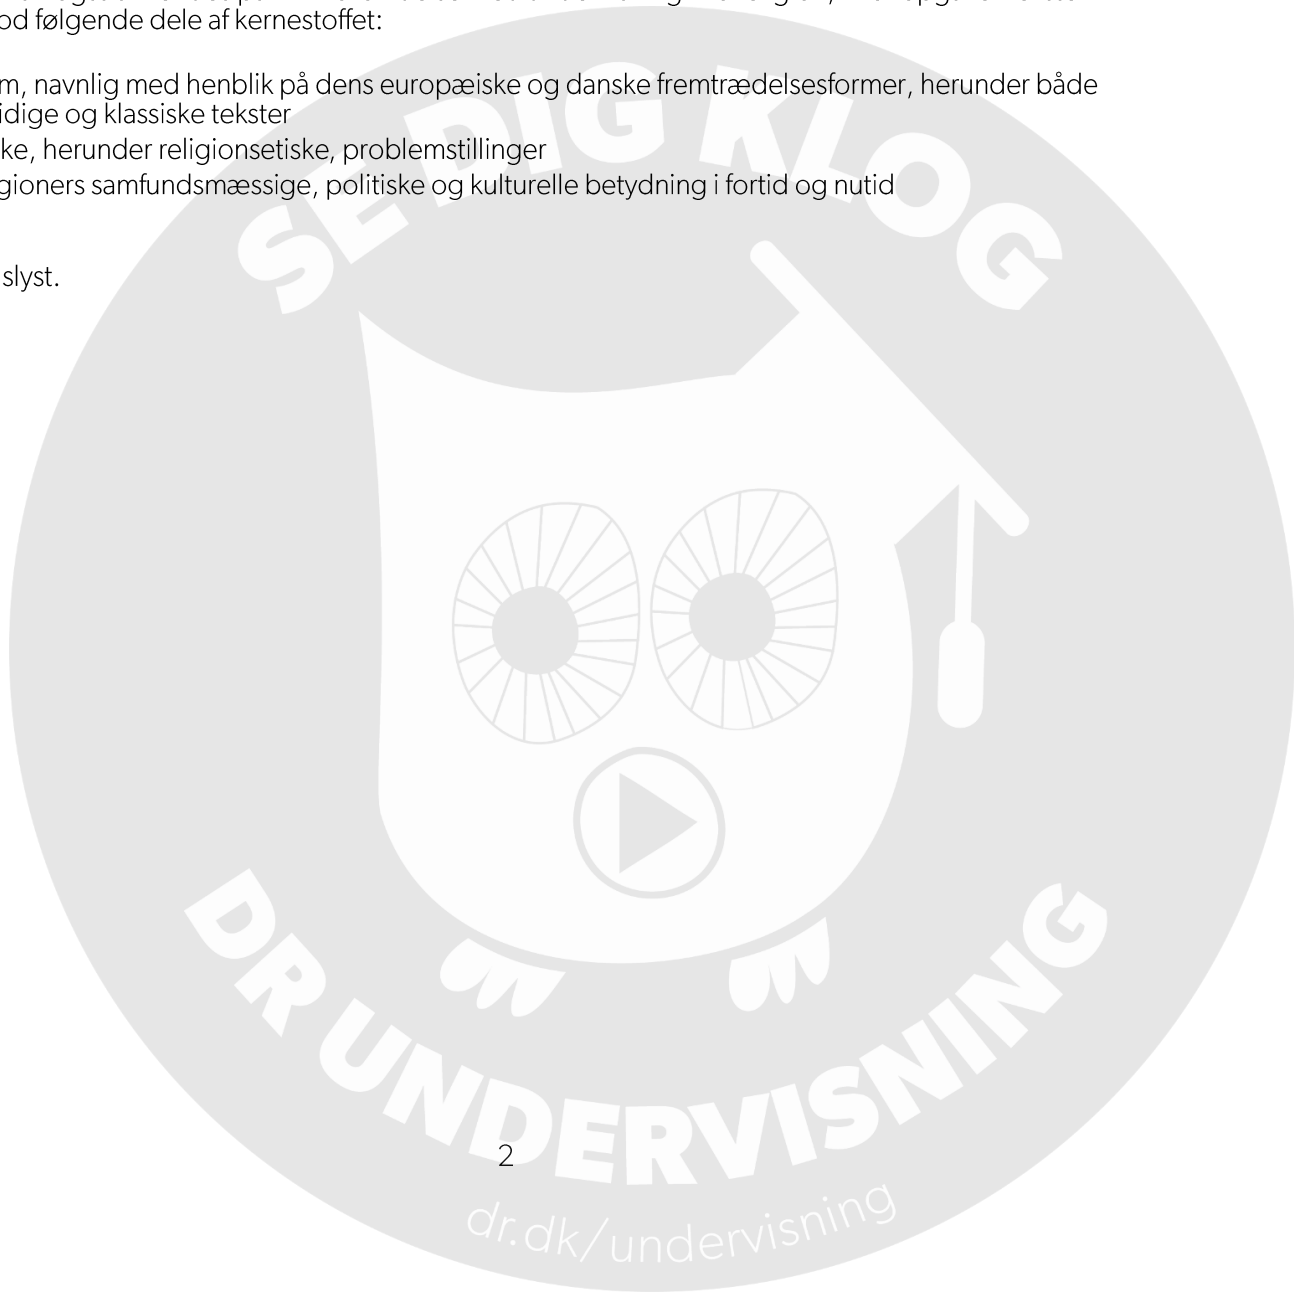 od følgende dele af kernestoffet:
m, navnlig med henblik på dens europæiske og danske fremtrædelsesformer, herunder både
idige og klassiske tekster
ke, herunder religionsetiske, problemstillinger
gioners samfundsmæssige, politiske og kulturelle betydning i fortid og nutid
slyst.
SE DIG KLOG
DR UNDERVISNING
2
dr.dk/undervisning